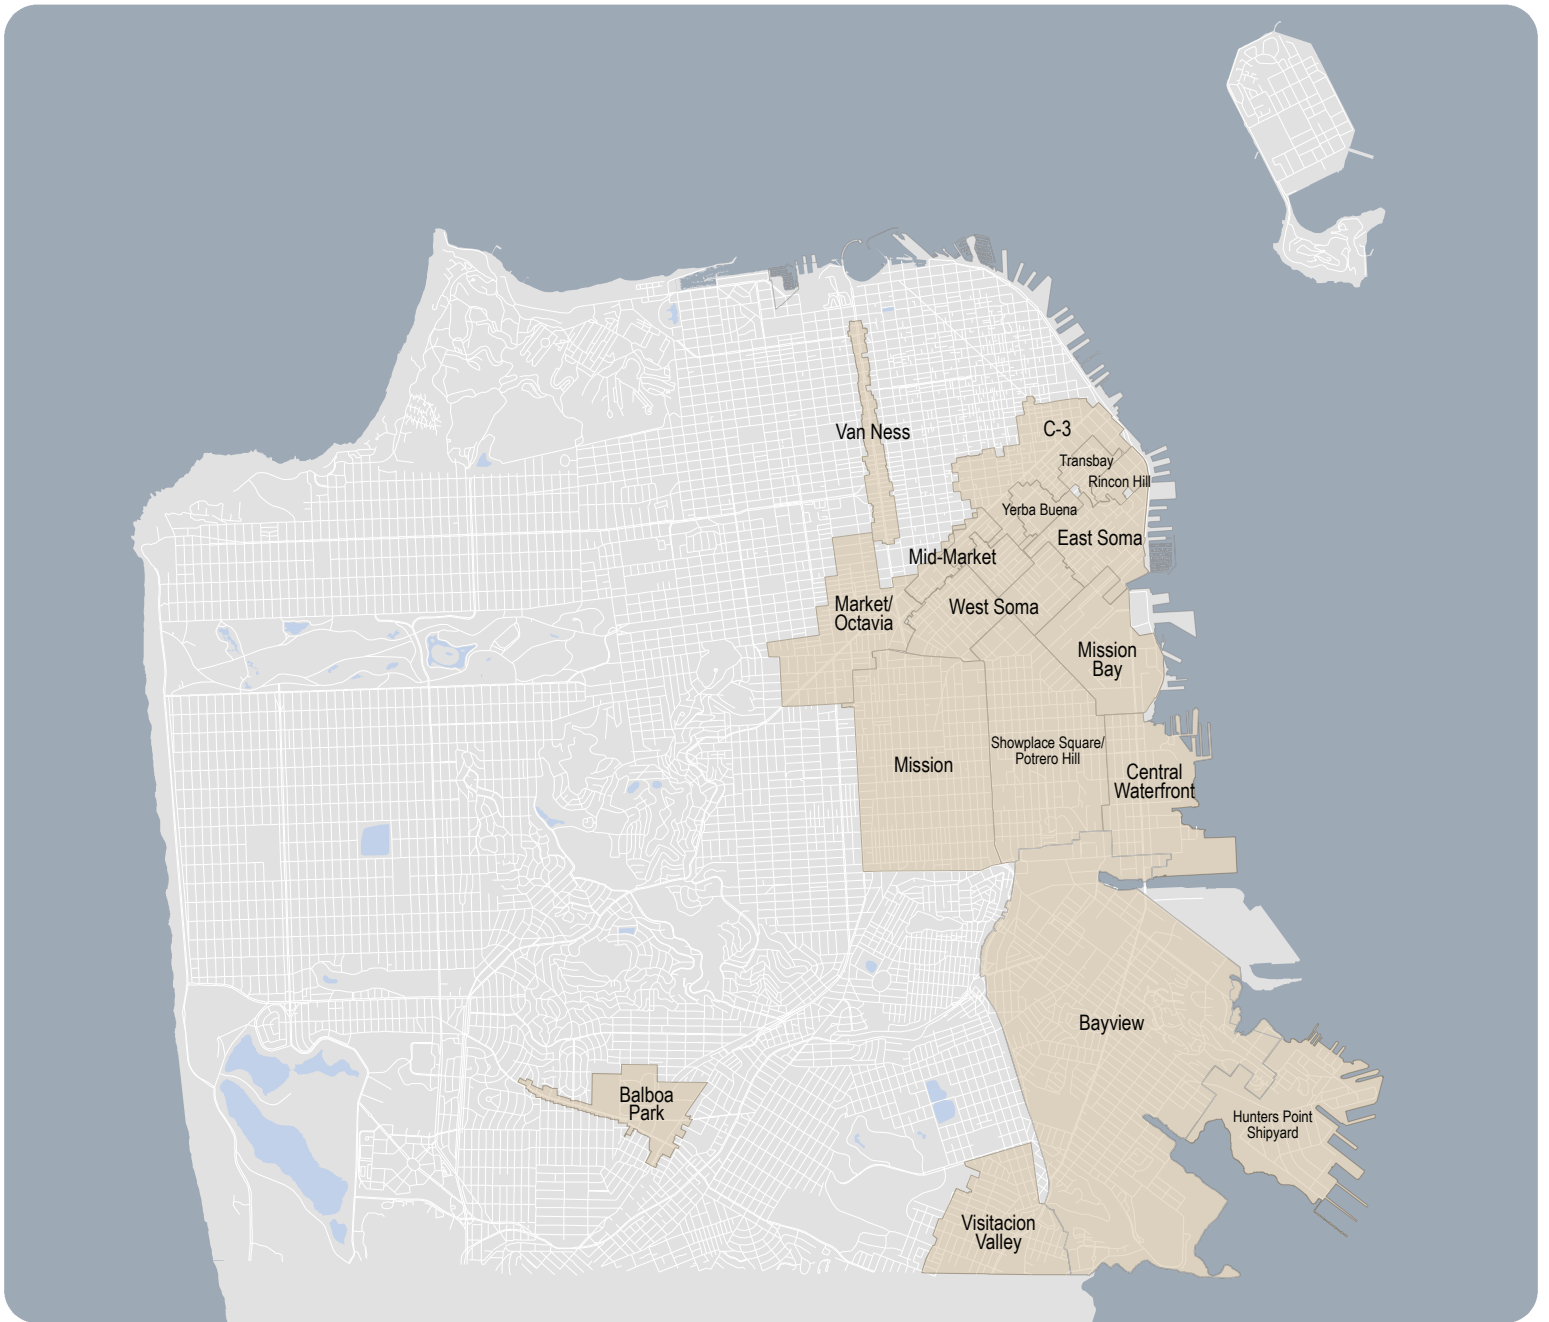 Van Ness
C-3
Transbay
Rincon Hill
Yerba Buena
East Soma
Mid-Market
Market/
Octavia
West Soma
Mission
Bay
Showplace Square/
Potrero Hill
Mission
Central
Waterfront
Bayview
Balboa
Park
Hunters Point
Shipyard
Visitacion
Valley